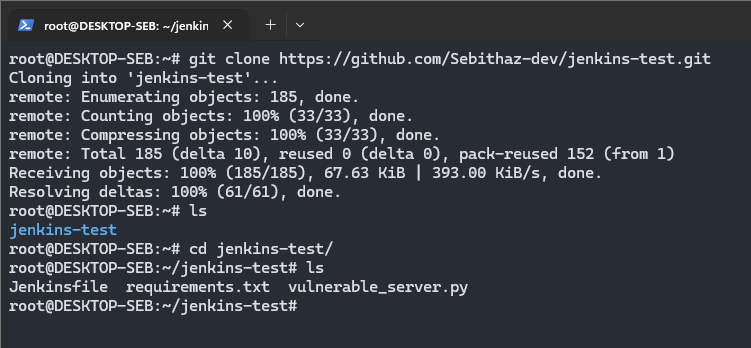 root@DESKTOP-SEB: ~/jenkin
root@DESKTOP-SEB:~# git clone https://github.com/Sebithaz-dev/jenkins-test.git
Cloning into 'jenkins-test'...
remote: Enumerating objects: 185, done.
remote: Counting objects: 100% (33/33), done.
remote: Compressing objects: 100% (33/33), done.
remote: Total 185 (delta 10), reused 0 (delta 0), pack-reused 152 (from 1)
Receiving objects: 100% (185/185), 67.63 KiB | 393.00 KiB/s, done.
Resolving deltas: 100% (61/61), done.
root@DESKTOP-SEB:~# ls
jenkins-test
root@DESKTOP-SEB:~# cd jenkins-test/
root@DESKTOP-SEB:~/jenkins-test# ls
Jenkinsfile  requirements.txt  vulnerable_server.py
root@DESKTOP-SEB:~/jenkins-test#